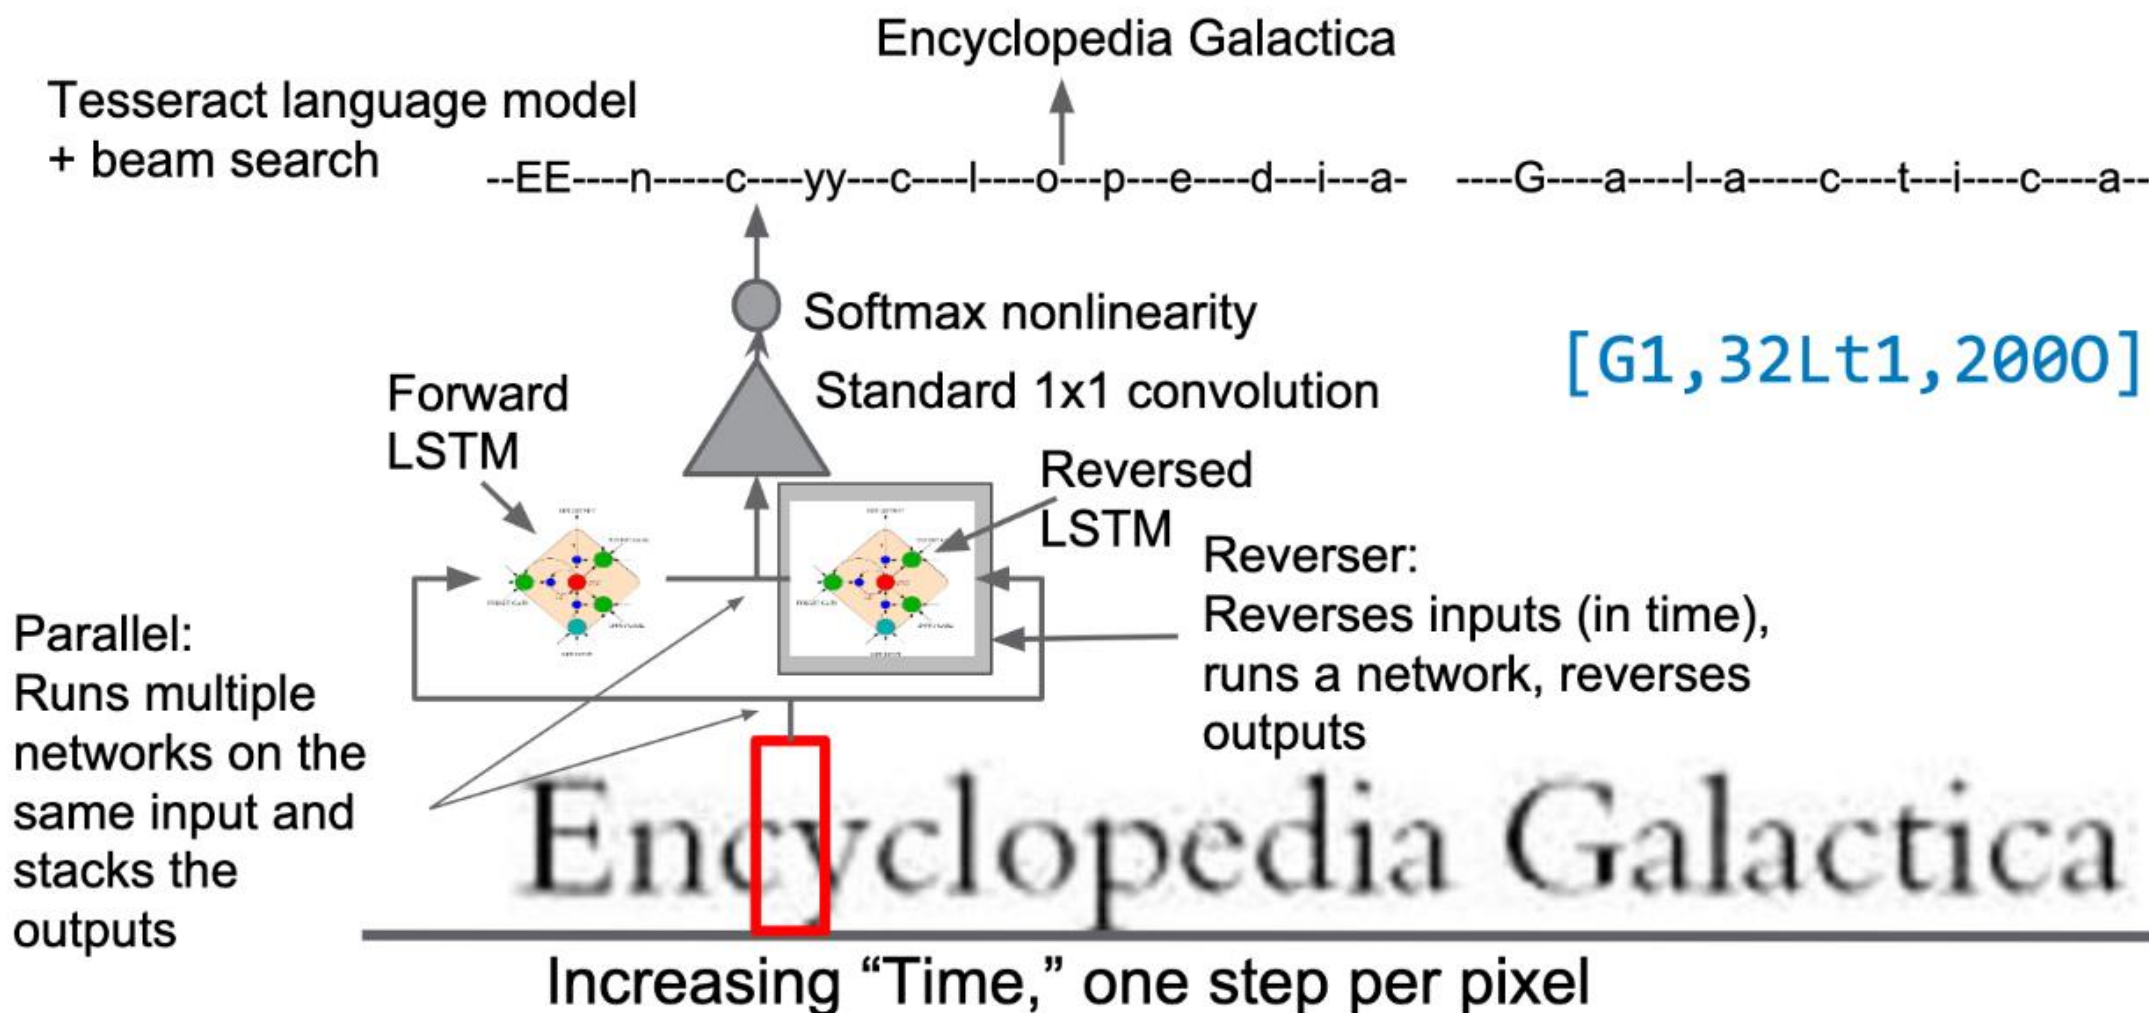 Encyclopedia Galactica
Tesseract language model
+ beam search
--EE----n-----c----yy---c----l----o---p---e----d---i---a-   ----G----a----l--a-----c----t---i----c----a--
Softmax nonlinearity
[G1,32Lt1,200O]
Standard 1x1 convolution
Forward
LSTM
Reversed
LSTM
Reverser:
Reverses inputs (in time),
runs a network, reverses
outputs
Parallel:
Runs multiple
networks on the
same input and
stacks the
outputs
Encyclopedia Galactica
Increasing “Time,” one step per pixel